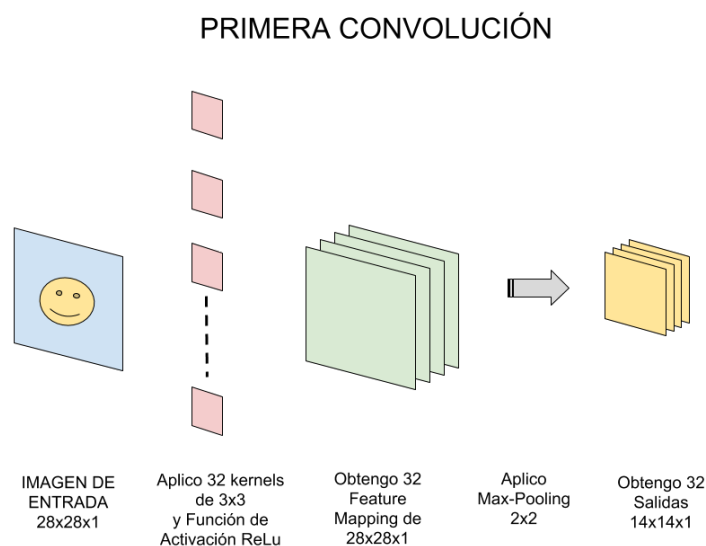 PRIMERA CONVOLUCIÓN
IMAGEN DE
ENTRADA
28x28x1
Aplico 32 kernels
de 3x3
y Función de
Activación ReLu
Obtengo 32
Feature
Mapping de
28x28x1
Aplico
Max-Pooling
2x2
Obtengo 32
Salidas
14x14x1